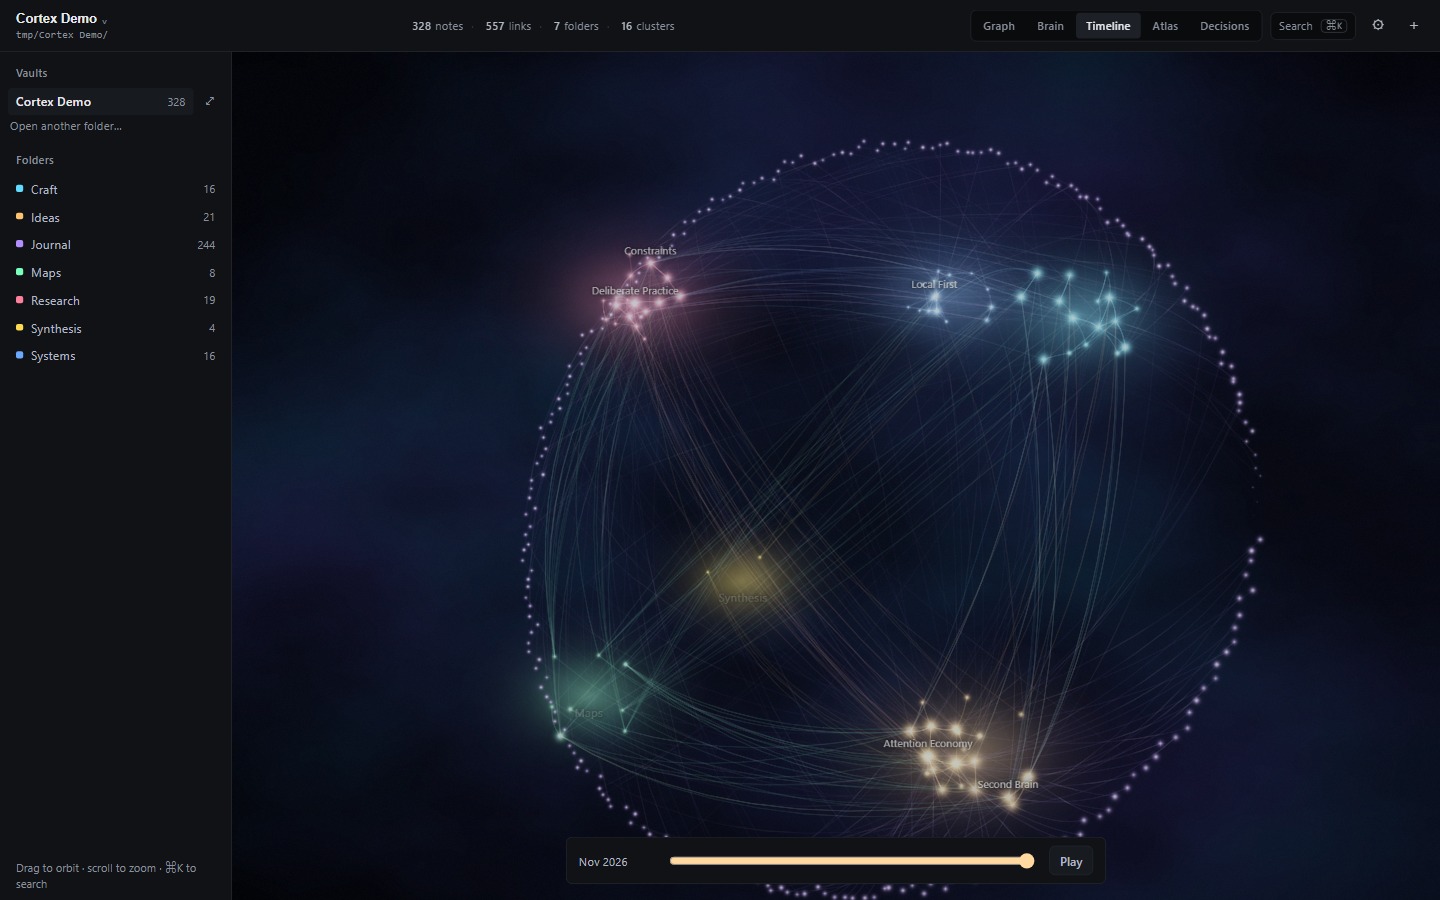 Cortex Demo v
tmp/Cortex Demo/
328 notes · 557 links · 7 folders · 16 clusters
Graph Brain Timeline Atlas Decisions Search ⌘K ⚙ +
Vaults
Cortex Demo 328
Open another folder...
Folders
Craft 16
Ideas 21
Journal 244
Maps 8
Research 19
Synthesis 4
Systems 16
Constraints
Deliberate Practice
Local First
Synthesis
Maps
Attention Economy
Second Brain
Nov 2026 Play
Drag to orbit · scroll to zoom · ⌘K to
search